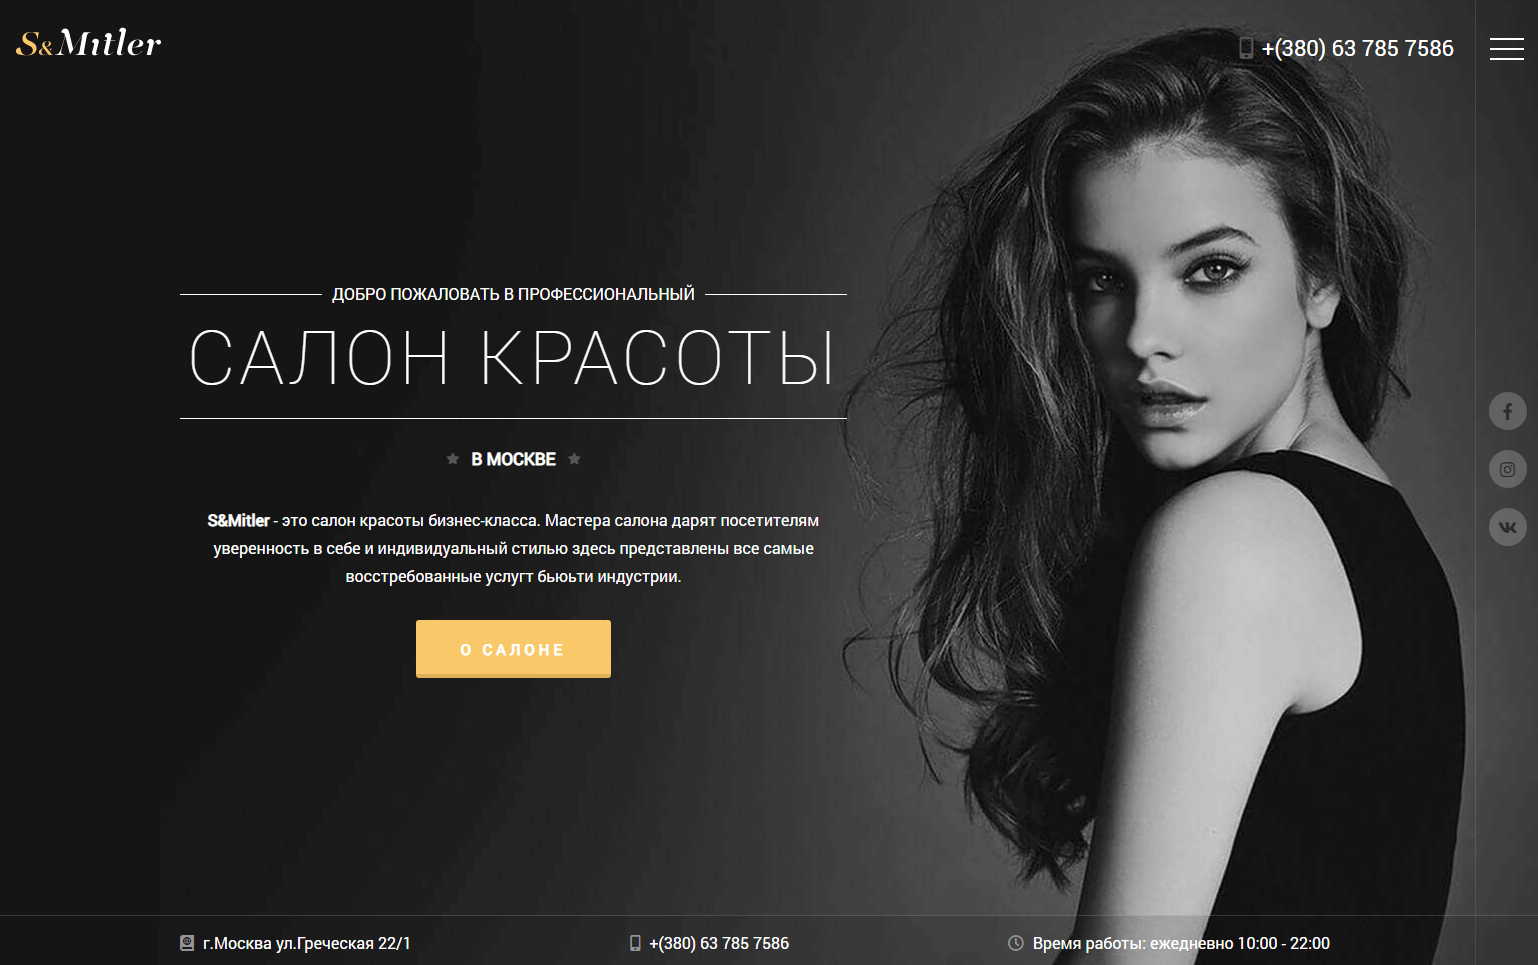 S&Mitler
+(380) 63 785 7586
ДОБРО ПОЖАЛОВАТЬ В ПРОФЕССИОНАЛЬНЫЙ
САЛОН КРАСОТЫ
В МОСКВЕ
S&Mitler - это салон красоты бизнес-класса. Мастера салона дарят посетителям
уверенность в себе и индивидуальный стилью здесь представлены все самые
восстребованные услугт бьюьти индустрии.
О САЛОНЕ
г.Москва ул.Греческая 22/1
+(380) 63 785 7586
Время работы: ежедневно 10:00 - 22:00